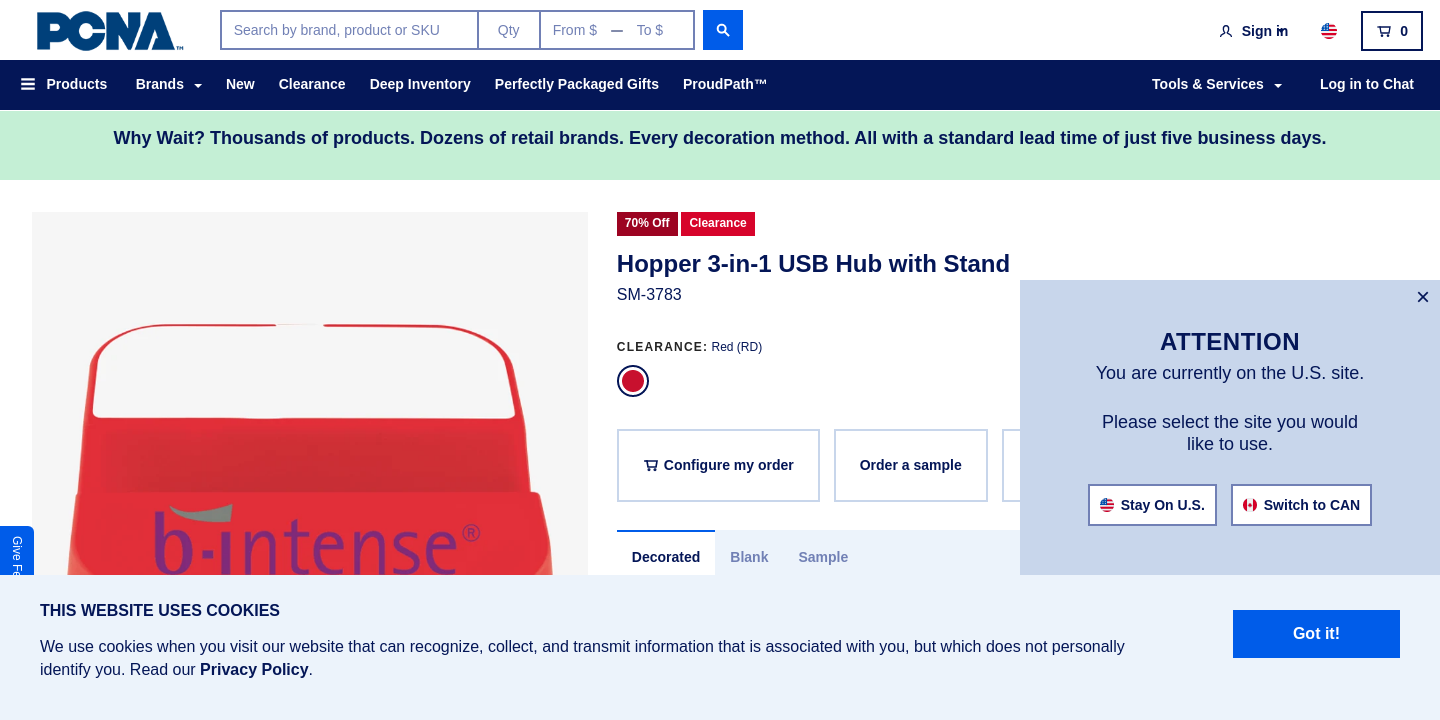 PCNA™
Search by brand, product or SKU
Qty
From $ — To $
Sign in
0
Products
Brands
New
Clearance
Deep Inventory
Perfectly Packaged Gifts
ProudPath™
Tools & Services
Log in to Chat
Why Wait? Thousands of products. Dozens of retail brands. Every decoration method. All with a standard lead time of just five business days.
70% Off
Clearance
Hopper 3-in-1 USB Hub with Stand
SM-3783
CLEARANCE: Red (RD)
Configure my order
Order a sample
Decorated
Blank
Sample
b·intense®
Give Fe
×
ATTENTION
You are currently on the U.S. site.
Please select the site you would
like to use.
Stay On U.S.
Switch to CAN
THIS WEBSITE USES COOKIES
We use cookies when you visit our website that can recognize, collect, and transmit information that is associated with you, but which does not personally
identify you. Read our Privacy Policy.
Got it!